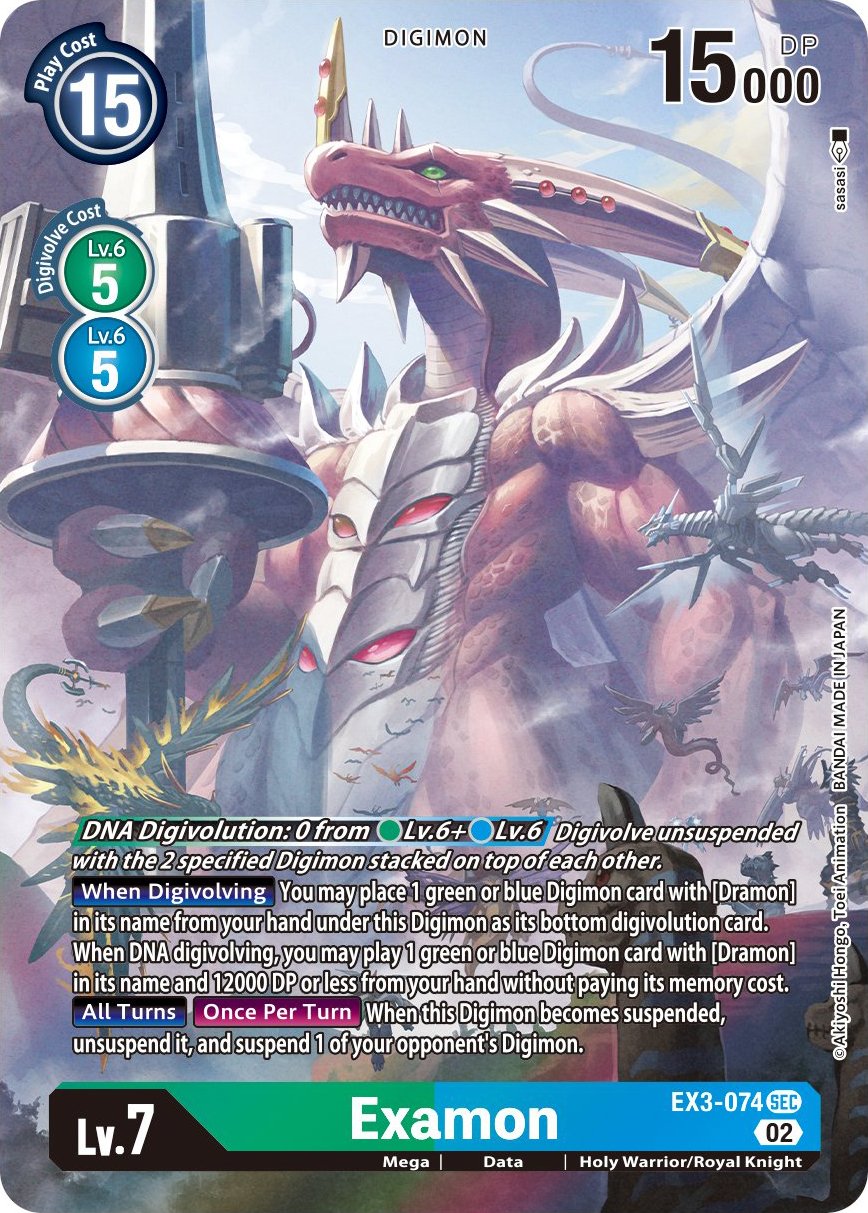 DIGIMON
Play Cost
15
15000
DP
sasasi
Digivolve Cost
Lv.6
5
Lv.6
5
DNA Digivolution: 0 from Lv.6+ Lv.6 Digivolve unsuspended
with the 2 specified Digimon stacked on top of each other.
When Digivolving You may place 1 green or blue Digimon card with [Dramon]
in its name from your hand under this Digimon as its bottom digivolution card.
When DNA digivolving, you may play 1 green or blue Digimon card with [Dramon]
in its name and 12000 DP or less from your hand without paying its memory cost.
All Turns Once Per Turn When this Digimon becomes suspended,
unsuspend it, and suspend 1 of your opponent's Digimon.
©Akiyoshi Hongo, Toei Animation BANDAI MADE IN JAPAN
Lv.7
Examon
EX3-074 SEC
02
Mega | Data | Holy Warrior/Royal Knight